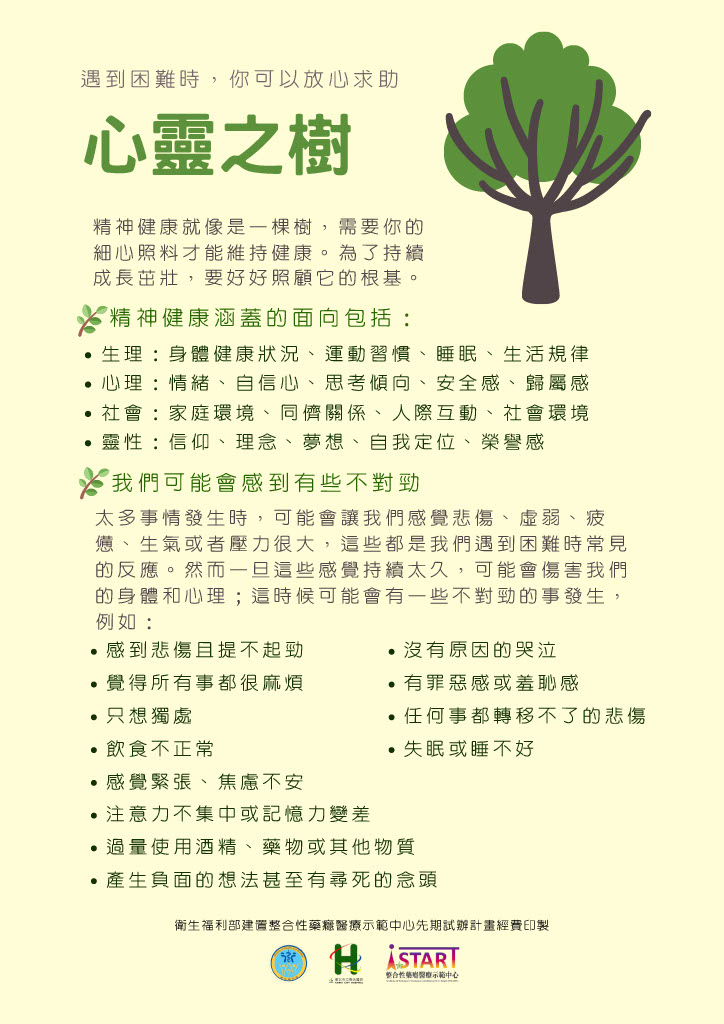 遇到困難時，你可以放心求助
心靈之樹
精神健康就像是一棵樹，需要你的
細心照料才能維持健康。為了持續
成長茁壯，要好好照顧它的根基。
精神健康涵蓋的面向包括：
• 生理：身體健康狀況、運動習慣、睡眠、生活規律
• 心理：情緒、自信心、思考傾向、安全感、歸屬感
• 社會：家庭環境、同儕關係、人際互動、社會環境
• 靈性：信仰、理念、夢想、自我定位、榮譽感
我們可能會感到有些不對勁
太多事情發生時，可能會讓我們感覺悲傷、虛弱、疲
憊、生氣或者壓力很大，這些都是我們遇到困難時常見
的反應。然而一旦這些感覺持續太久，可能會傷害我們
的身體和心理；這時候可能會有一些不對勁的事發生，
例如：
• 感到悲傷且提不起勁
• 覺得所有事都很麻煩
• 只想獨處
• 飲食不正常
• 感覺緊張、焦慮不安
• 注意力不集中或記憶力變差
• 過量使用酒精、藥物或其他物質
• 產生負面的想法甚至有尋死的念頭
• 沒有原因的哭泣
• 有罪惡感或羞恥感
• 任何事都轉移不了的悲傷
• 失眠或睡不好
衛生福利部建置整合性藥癮醫療示範中心先期試辦計畫經費印製
iSTART
整合性藥癮醫療示範中心